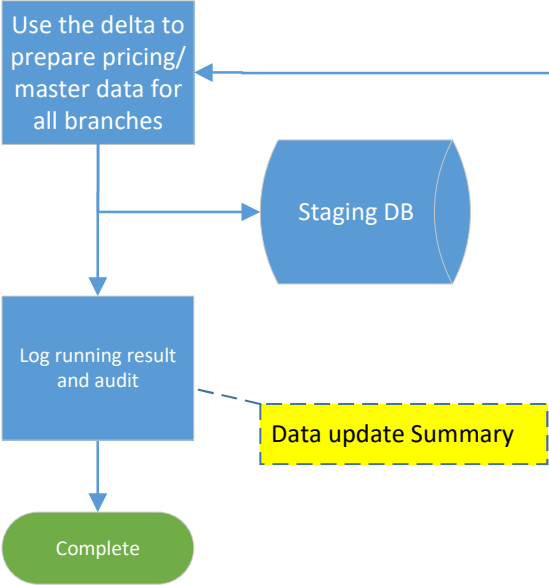 Use the delta to
prepare pricing/
master data for
all branches
Staging DB
Log running result
and audit
Data update Summary
Complete